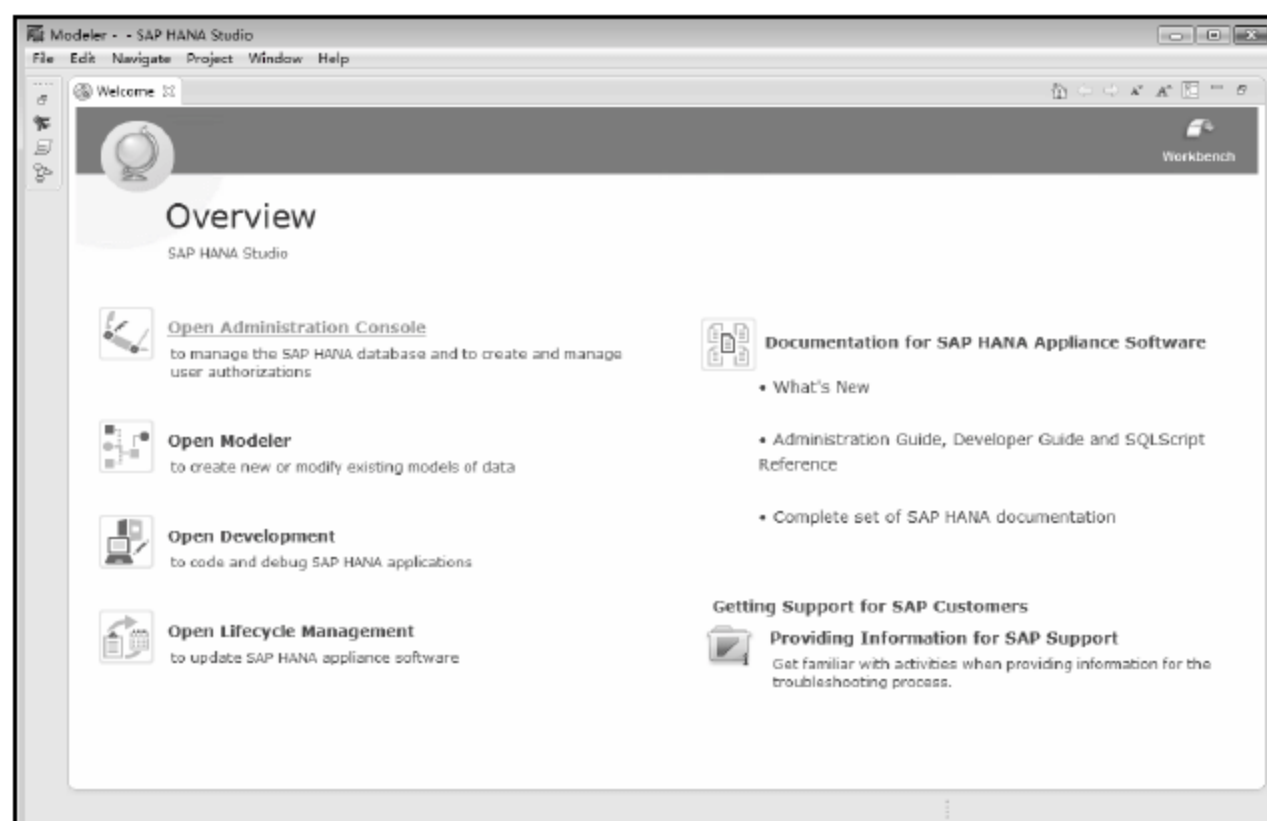 Modeler - - SAP HANA Studio
File Edit Navigate Project Window Help
Welcome
Workbench
Overview
SAP HANA Studio
Open Administration Console
to manage the SAP HANA database and to create and manage
user authorizations
Open Modeler
to create new or modify existing models of data
Open Development
to code and debug SAP HANA applications
Open Lifecycle Management
to update SAP HANA appliance software
Documentation for SAP HANA Appliance Software
• What's New
• Administration Guide, Developer Guide and SQLScript
Reference
• Complete set of SAP HANA documentation
Getting Support for SAP Customers
Providing Information for SAP Support
Get familiar with activities when providing information for the
troubleshooting process.